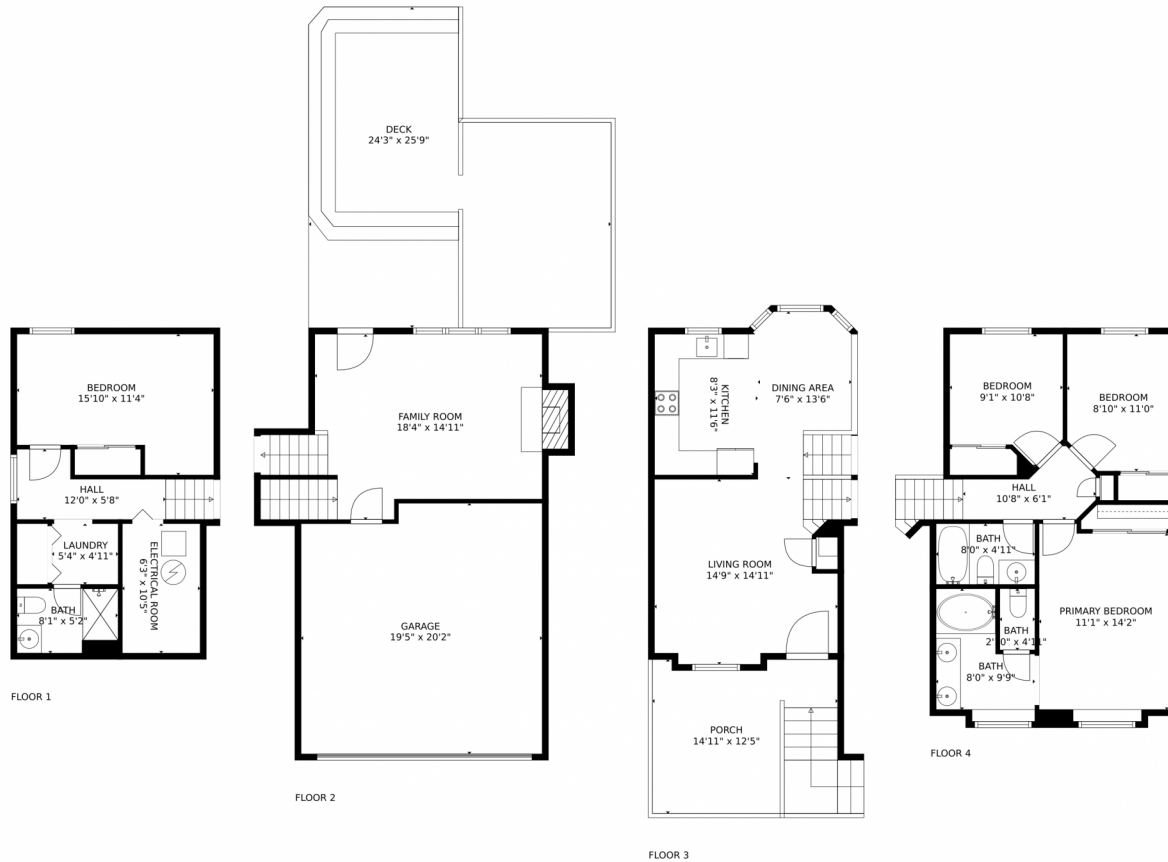 DECK
24'3" x 25'9"
BEDROOM
15'10" x 11'4"
HALL
12'0" x 5'8"
LAUNDRY
5'4" x 4'11"
ELECTRICAL ROOM
6'3" x 10'5"
BATH
8'1" x 5'2"
FLOOR 1
FAMILY ROOM
18'4" x 14'11"
GARAGE
19'5" x 20'2"
FLOOR 2
KITCHEN
8'3" x 11'6"
DINING AREA
7'6" x 13'6"
LIVING ROOM
14'9" x 14'11"
PORCH
14'11" x 12'5"
FLOOR 3
BEDROOM
9'1" x 10'8"
BEDROOM
8'10" x 11'0"
HALL
10'8" x 6'1"
BATH
8'0" x 4'11"
PRIMARY BEDROOM
11'1" x 14'2"
BATH
x 4'11"
BATH
8'0" x 9'9"
FLOOR 4